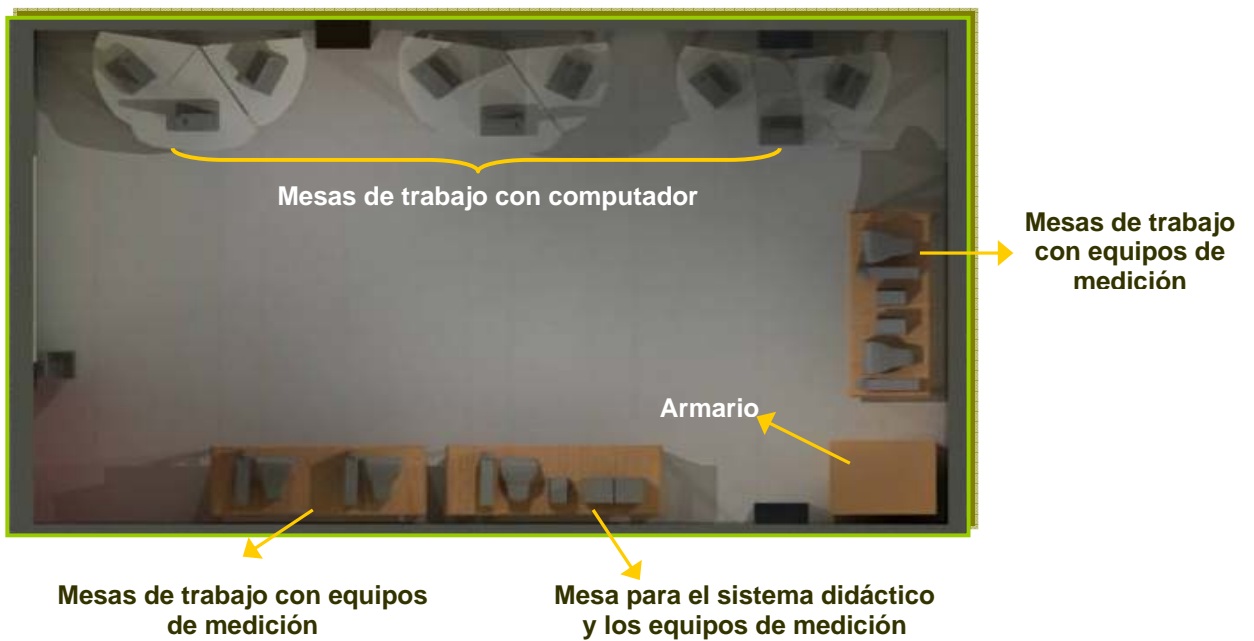 Mesas de trabajo con computador
Mesas de trabajo
con equipos de
medición
Armario
Mesas de trabajo con equipos
de medición
Mesa para el sistema didáctico
y los equipos de medición